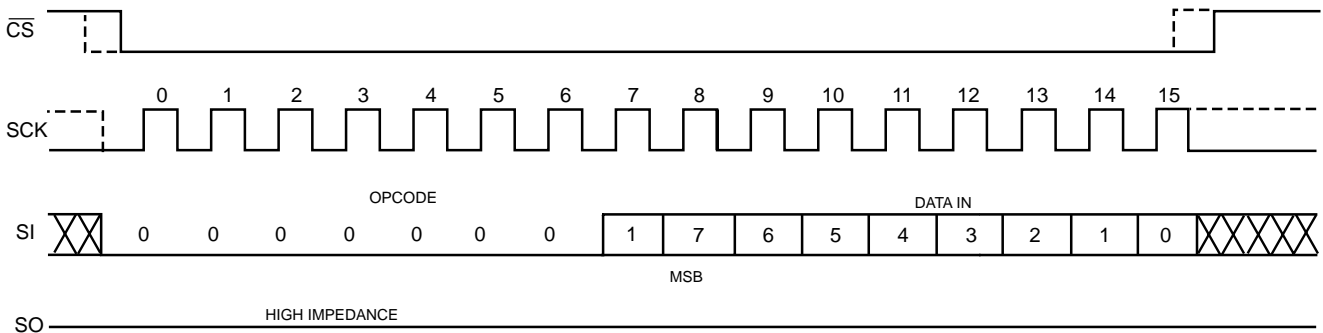 CS
0 1 2 3 4 5 6 7 8 9 10 11 12 13 14 15
SCK
OPCODE DATA IN
SI 0 0 0 0 0 0 0 1 7 6 5 4 3 2 1 0
MSB
HIGH IMPEDANCE
SO